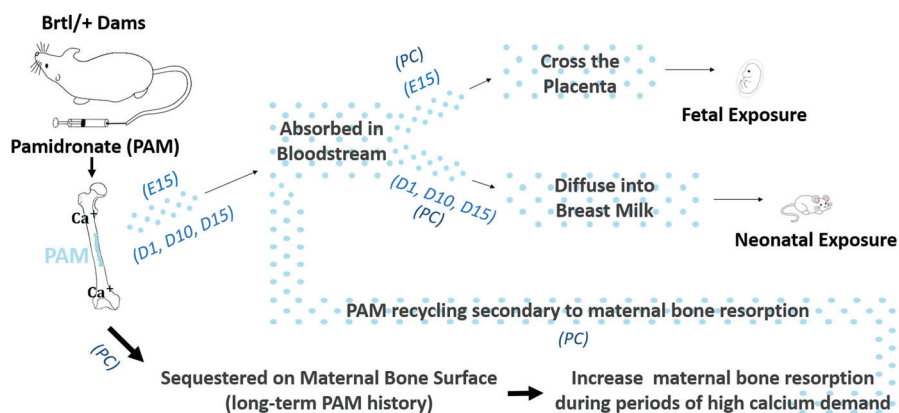 Brtl/+ Dams
Pamidronate (PAM)
Ca+
PAM
Ca+
(E15)
(D1, D10, D15)
(PC)
Absorbed in
Bloodstream
(PC)
(E15)
(D1, D10, D15)
(PC)
Cross the
Placenta
Fetal Exposure
Diffuse into
Breast Milk
Neonatal Exposure
PAM recycling secondary to maternal bone resorption
(PC)
Sequestered on Maternal Bone Surface
(long-term PAM history)
Increase maternal bone resorption
during periods of high calcium demand